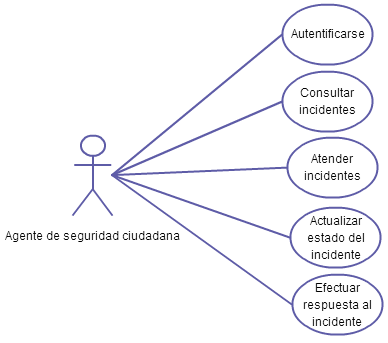 Autentificarse
Consultar
incidentes
Atender
incidentes
Agente de seguridad ciudadana
Actualizar
estado del
incidente
Efectuar
respuesta al
incidente